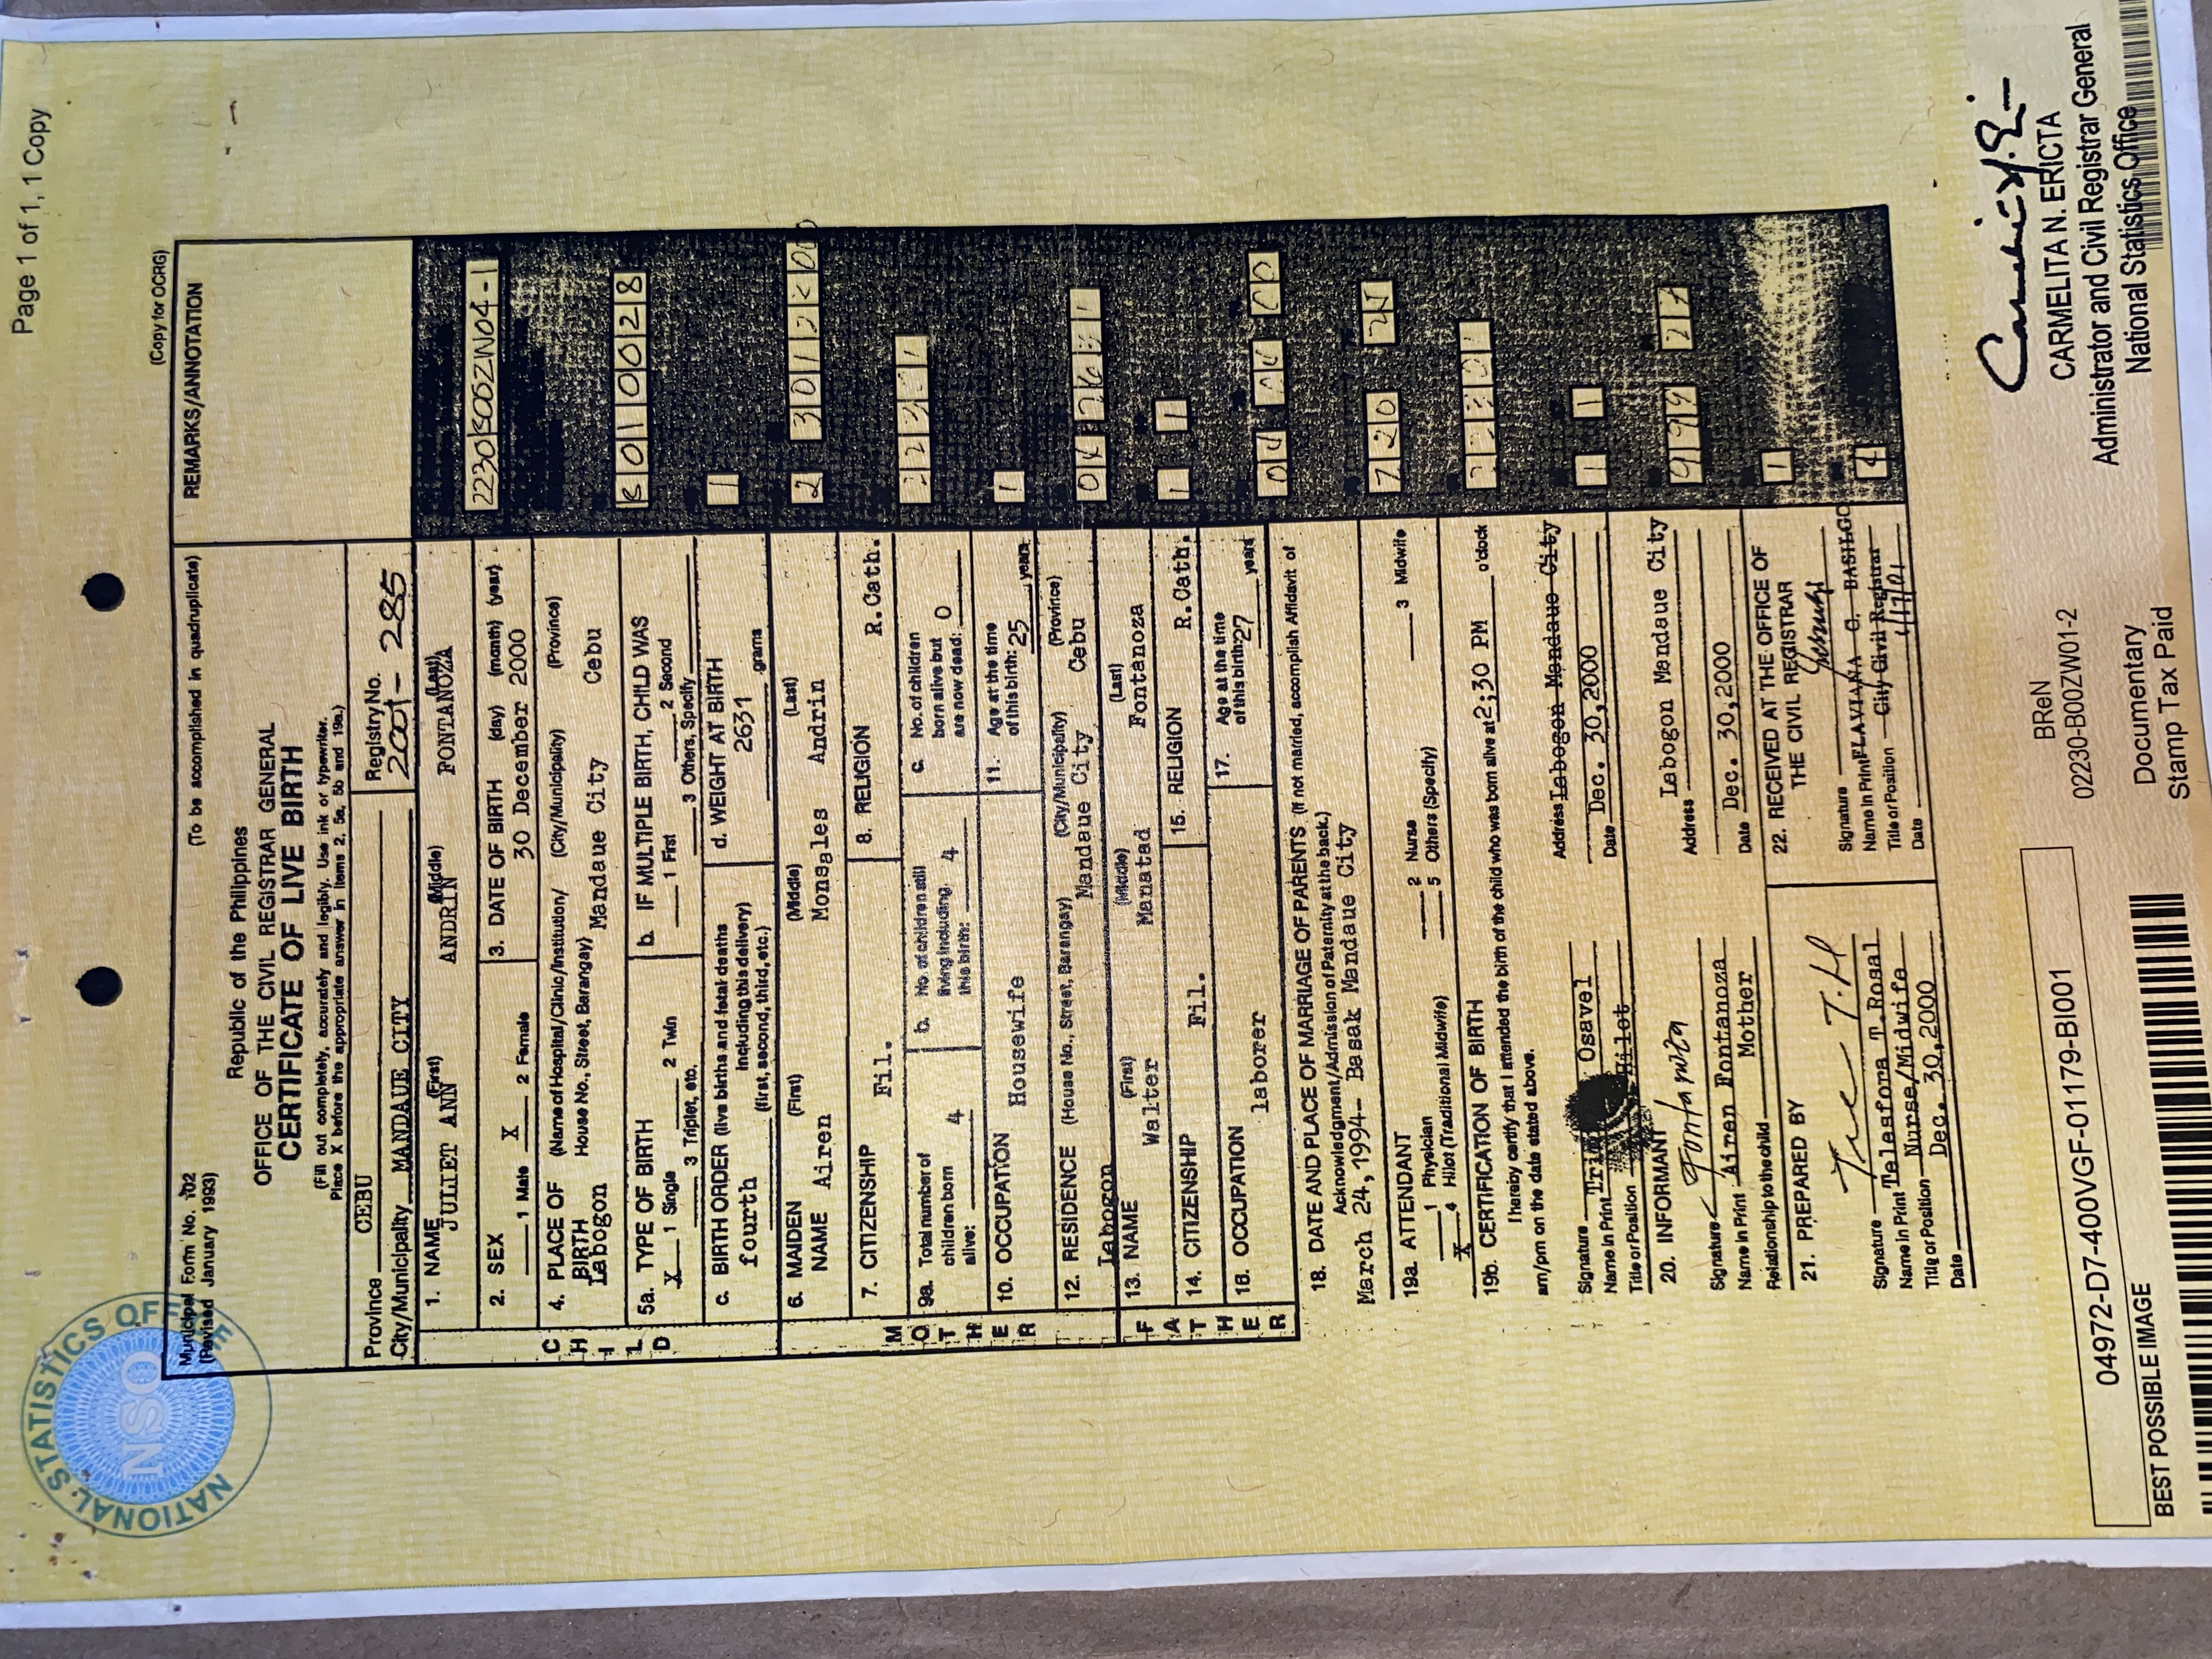 Page 1 of 1, 1 Copy
NATIONAL STATISTICS OFFICE
NSO
(Copy for OCRG)
Municipal Form No. 102
(Revised January 1993)
(To be accomplished in quadruplicate)
REMARKS/ANNOTATION
Republic of the Philippines
OFFICE OF THE CIVIL REGISTRAR GENERAL
CERTIFICATE OF LIVE BIRTH
(Fill out completely, accurately and legibly. Use ink or typewriter.
Place X before the appropriate answer in items 2, 5a, 5b and 19a.)
Province CEBU
City/Municipality MANDAUE CITY
Registry No.
2001-285
CHILD
1. NAME (First) (Middle) (Last)
JULIET ANN ANDRIN FONTANOZA
2. SEX
1 Male X 2 Female
3. DATE OF BIRTH (day) (month) (year)
30 December 2000
4. PLACE OF BIRTH (Name of Hospital/Clinic/Institution/ House No., Street, Barangay) (City/Municipality) (Province)
Labogon Mandaue City Cebu
5a. TYPE OF BIRTH
X 1 Single 2 Twin
3 Triplet, etc.
b. IF MULTIPLE BIRTH, CHILD WAS
1 First 2 Second
3 Others, Specify
c. BIRTH ORDER (live births and fetal deaths
including this delivery)
fourth (first, second, third, etc.)
d. WEIGHT AT BIRTH
2631 grams
MOTHER
6. MAIDEN NAME (First) (Middle) (Last)
Airen Monsales Andrin
7. CITIZENSHIP
Fil.
8. RELIGION
R.Cath.
9a. Total number of children born alive: 4
b. No. of children still living including this birth: 4
c. No. of children born alive but are now dead: 0
10. OCCUPATION
Housewife
11. Age at the time of this birth: 25 years
12. RESIDENCE (House No., Street, Barangay) (City/Municipality) (Province)
Labogon Mandaue City Cebu
FATHER
13. NAME (First) (Middle) (Last)
Walter Manatad Fontanoza
14. CITIZENSHIP
Fil.
15. RELIGION
R.Cath.
16. OCCUPATION
laborer
17. Age at the time of this birth: 27 years
18. DATE AND PLACE OF MARRIAGE OF PARENTS (If not married, accomplish Affidavit of
Acknowledgment/Admission of Paternity at the back.)
March 24, 1994- Basak Mandaue City
19a. ATTENDANT
1 Physician 2 Nurse 3 Midwife
X 4 Hilot (Traditional Midwife) 5 Others (Specify)
19b. CERTIFICATION OF BIRTH
I hereby certify that I attended the birth of the child who was born alive at 2:30 PM o'clock
am/pm on the date stated above.
Signature
Name in Print Osavel
Title or Position Hilot
Address Labogon Mandaue City
Date Dec. 30,2000
20. INFORMANT
Signature Fontanoza
Name in Print Airen Fontanoza
Relationship to the child Mother
Address Labogon Mandaue City
Date Dec. 30,2000
21. PREPARED BY
Signature
Name in Print Telesfora T.Rosal
Title or Position Nurse/Midwife
Date Dec. 30,2000
22. RECEIVED AT THE OFFICE OF
THE CIVIL REGISTRAR
Signature
Name in Print FLAVIANA C. BASILGO
Title or Position City Civil Registrar
Date
04972-D7-400VGF-01179-BI001
BEST POSSIBLE IMAGE
BReN
02230-B00ZW01-2
Documentary
Stamp Tax Paid
CARMELITA N. ERICTA
Administrator and Civil Registrar General
National Statistics Office